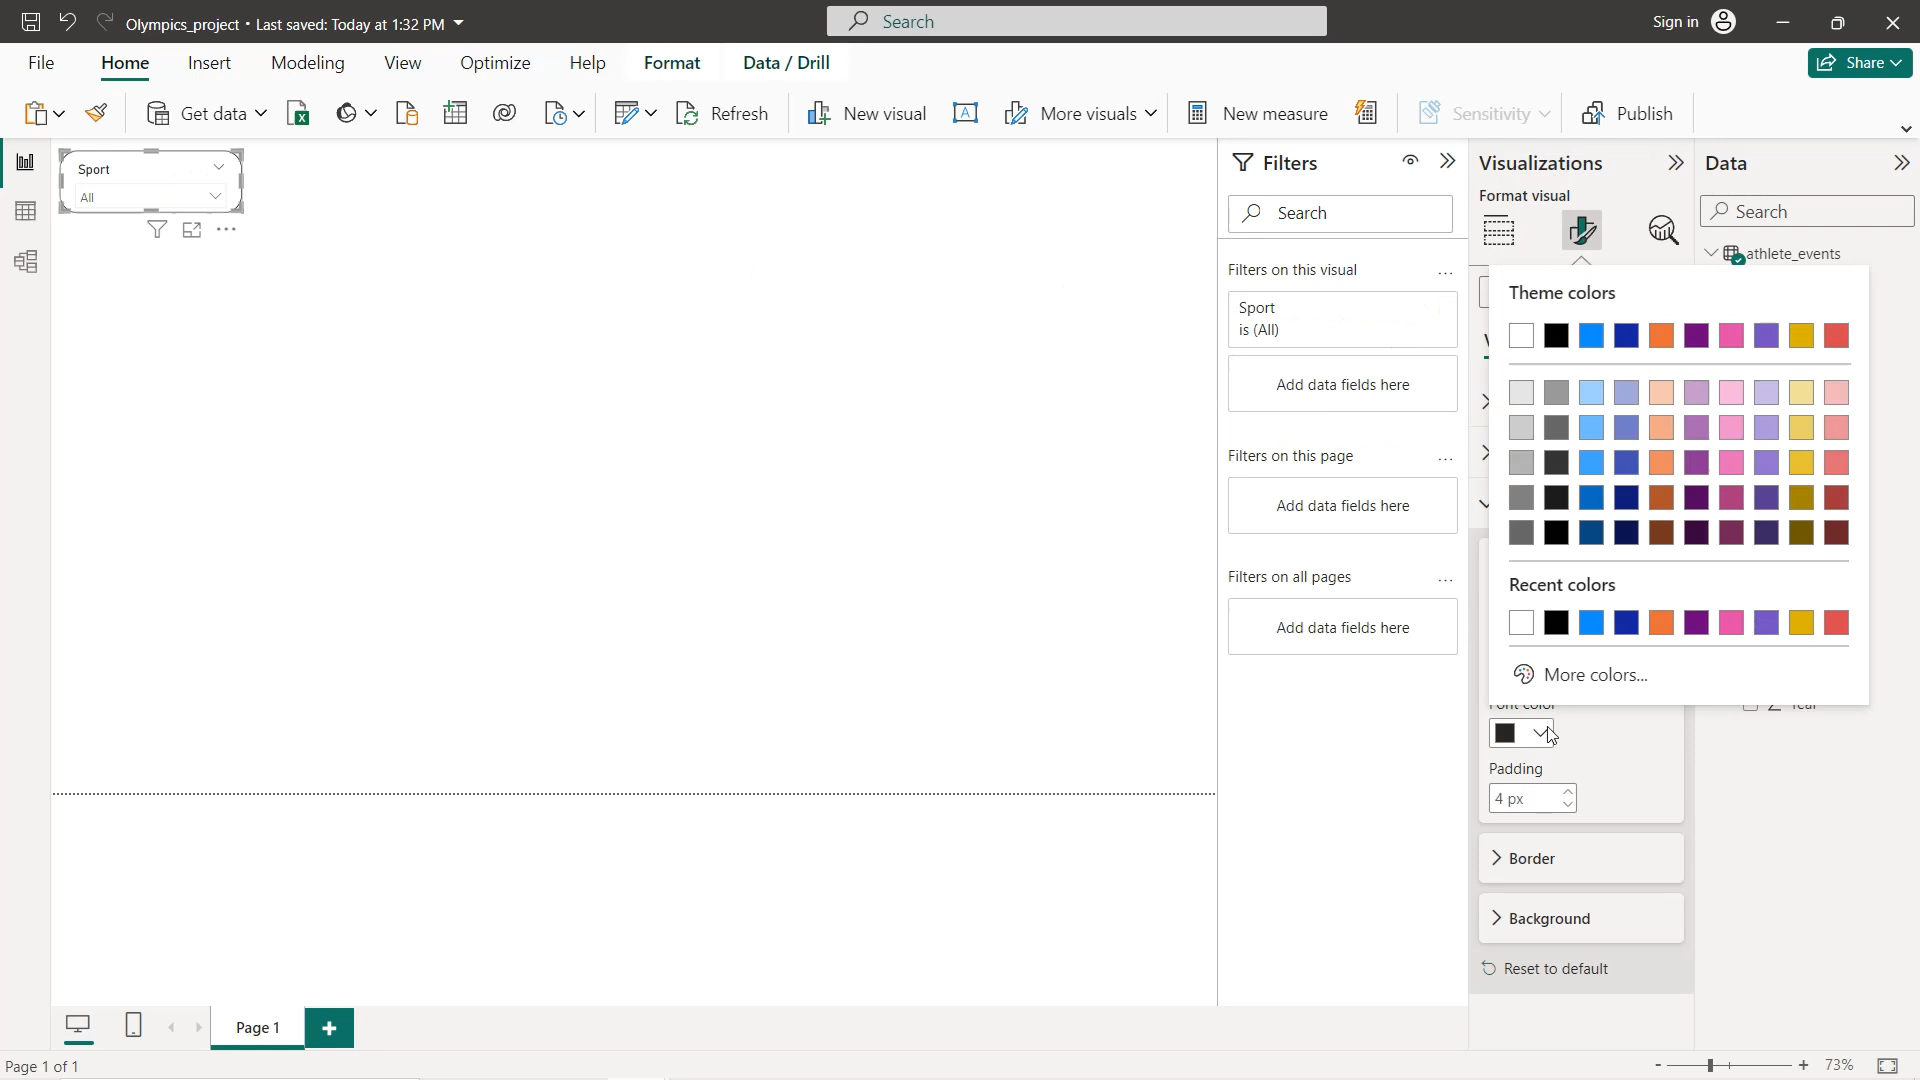 Olympics_project • Last saved: Today at 1:32 PM
Search
Sign in
File
Home
Insert
Modeling
View
Optimize
Help
Format
Data / Drill
Share
Get data
Refresh
New visual
More visuals
New measure
Sensitivity
Publish
Sport
All
Filters
Search
Filters on this visual
Sport
is (All)
Add data fields here
Filters on this page
Add data fields here
Filters on all pages
Add data fields here
Visualizations
Format visual
Data
Search
athlete_events
Theme colors
Recent colors
More colors...
Font color
Year
Padding
4 px
Border
Background
Reset to default
Page 1
Page 1 of 1
73%